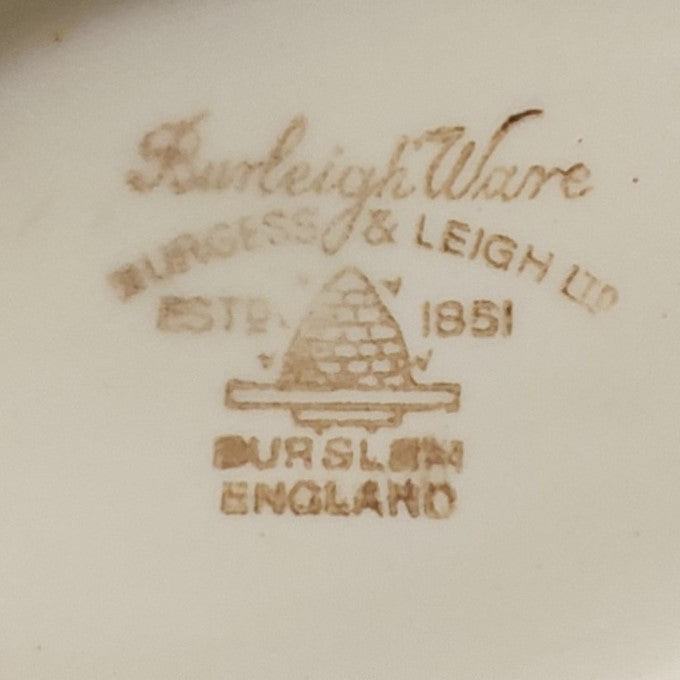 Burleigh Ware
BURGESS & LEIGH LTD
ESTD. 1851
BURSLEM
ENGLAND